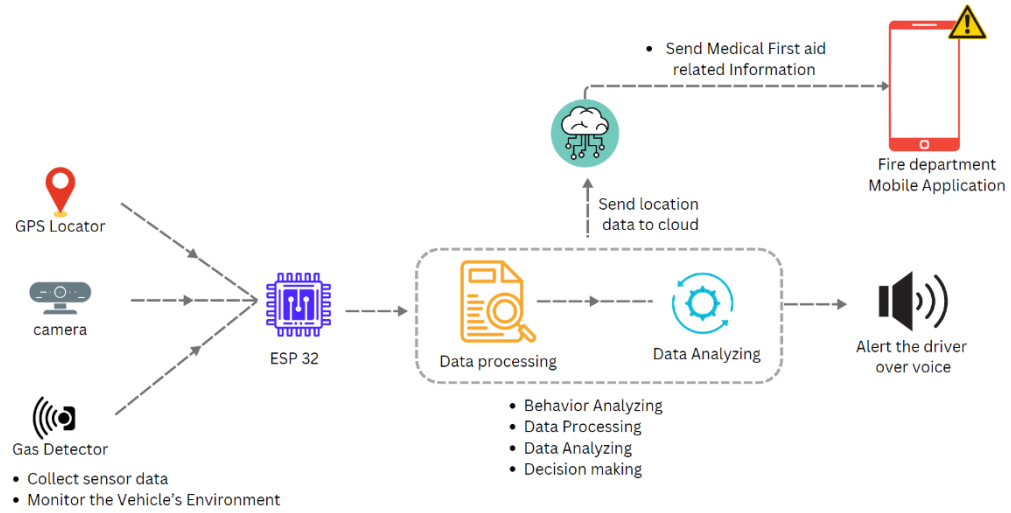 • Send Medical First aid
related Information
Fire department
Mobile Application
GPS Locator
Send location
data to cloud
camera
ESP 32
Data processing
Data Analyzing
Alert the driver
over voice
Gas Detector
• Collect sensor data
• Monitor the Vehicle's Environment
• Behavior Analyzing
• Data Processing
• Data Analyzing
• Decision making